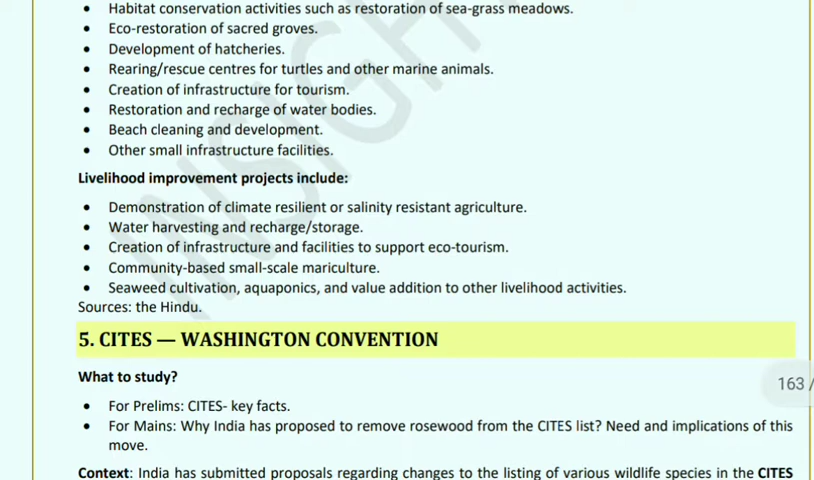 • Habitat conservation activities such as restoration of sea-grass meadows.
• Eco-restoration of sacred groves.
• Development of hatcheries.
• Rearing/rescue centres for turtles and other marine animals.
• Creation of infrastructure for tourism.
• Restoration and recharge of water bodies.
• Beach cleaning and development.
• Other small infrastructure facilities.
Livelihood improvement projects include:
• Demonstration of climate resilient or salinity resistant agriculture.
• Water harvesting and recharge/storage.
• Creation of infrastructure and facilities to support eco-tourism.
• Community-based small-scale mariculture.
• Seaweed cultivation, aquaponics, and value addition to other livelihood activities.
Sources: the Hindu.
5. CITES — WASHINGTON CONVENTION
What to study?
163 /
• For Prelims: CITES- key facts.
• For Mains: Why India has proposed to remove rosewood from the CITES list? Need and implications of this
move.
Context: India has submitted proposals regarding changes to the listing of various wildlife species in the CITES
INSIGH